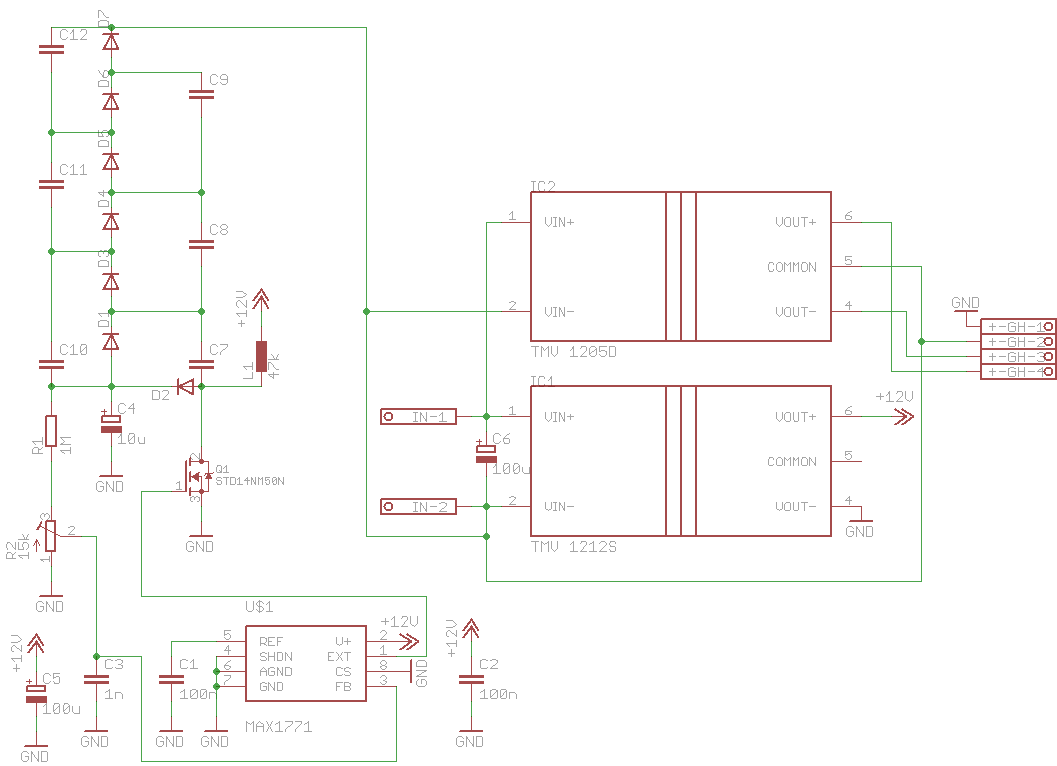 D7
C12
D6
C9
D5
C11
D4
IC2
1
VIN+
VOUT+
6
C8
D3
COMMON
5
+12V
GND
2
VIN-
VOUT-
4
D1
+-GH-1
+-GH-2
C10
C7
L1
47k
TMV 1205D
+-GH-3
+-GH-4
D2
IC1
+12V
C4
10u
IN-1
1
VIN+
VOUT+
6
R1
1M
C6
100u
COMMON
5
2
Q1
STD14NM50N
1
3
GND
IN-2
2
VIN-
VOUT-
4
3
2
R2
15k
1
GND
TMV 1212S
GND
GND
U$1
+12V
+12V
+12V
5
REF
V+
2
4
SHDN
EXT
1
C3
1n
C1
100n
6
AGND
CS
8
GND
C2
100n
C5
100u
7
GND
FB
3
MAX1771
GND
GND
GND
GND
GND